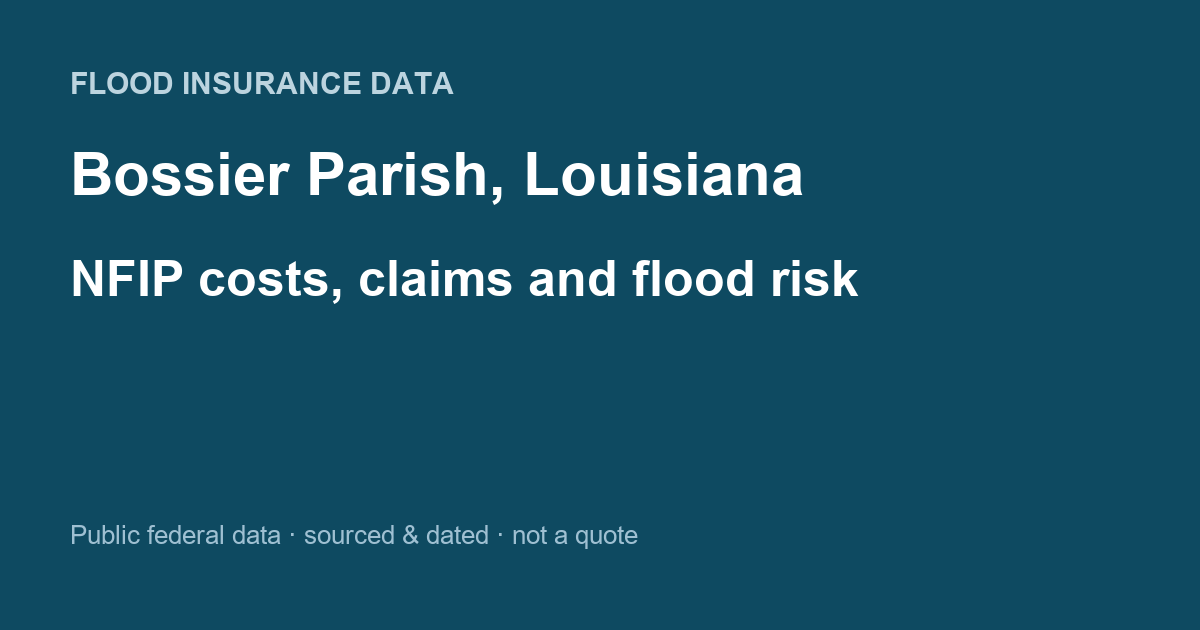 FLOOD INSURANCE DATA
Bossier Parish, Louisiana
NFIP costs, claims and flood risk
Public federal data · sourced & dated · not a quote